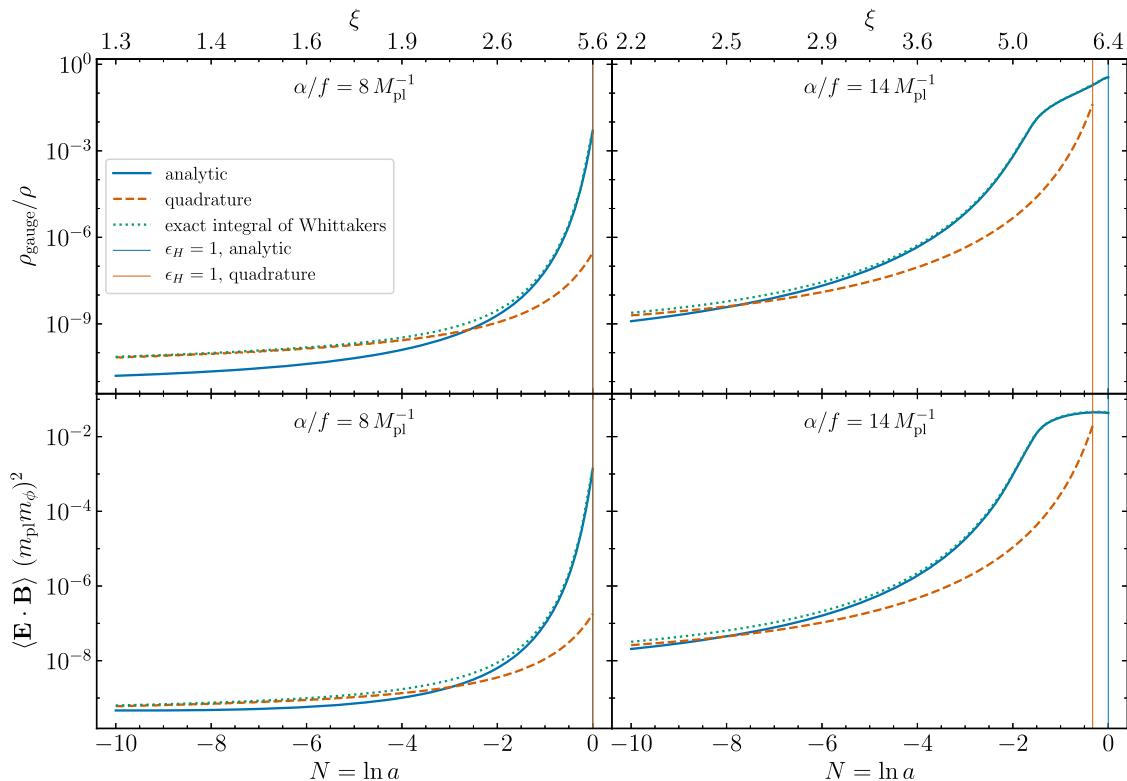 ξ ξ
1.3 1.4 1.6 1.9 2.6 5.6 2.2 2.5 2.9 3.6 5.0 6.4
α/f = 8 M_pl^{-1} α/f = 14 M_pl^{-1}
10^0
10^{-3}
10^{-6}
10^{-9}
ρ_gauge/ρ
analytic
quadrature
exact integral of Whittakers
ϵ_H = 1, analytic
ϵ_H = 1, quadrature
α/f = 8 M_pl^{-1} α/f = 14 M_pl^{-1}
10^{-2}
10^{-4}
10^{-6}
10^{-8}
⟨E · B⟩ (m_pl m_ϕ)^2
−10 −8 −6 −4 −2 0 −10 −8 −6 −4 −2 0
N = ln a N = ln a